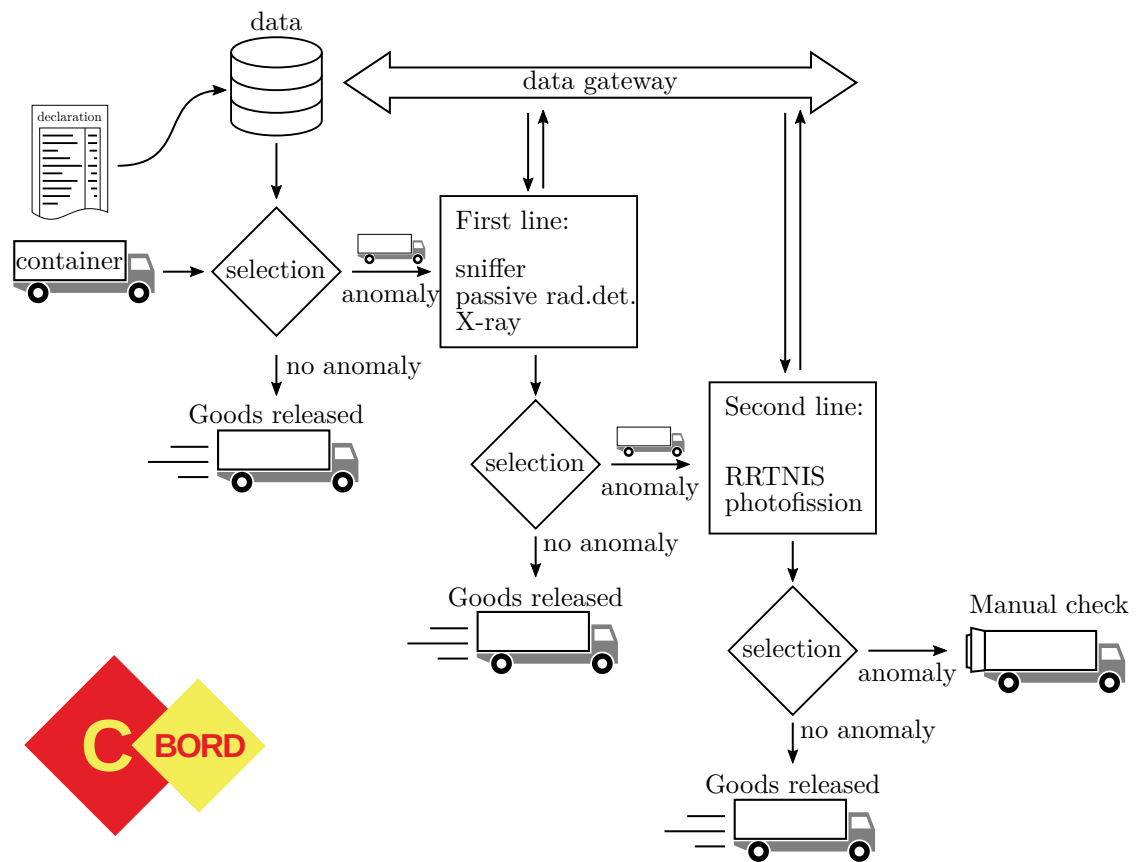 data
data gateway
declaration
container
selection
anomaly
First line:
sniffer
passive rad.det.
X-ray
no anomaly
Goods released
selection
anomaly
Second line:
RRTNIS
photofission
no anomaly
Goods released
selection
anomaly
Manual check
no anomaly
Goods released
C
BORD